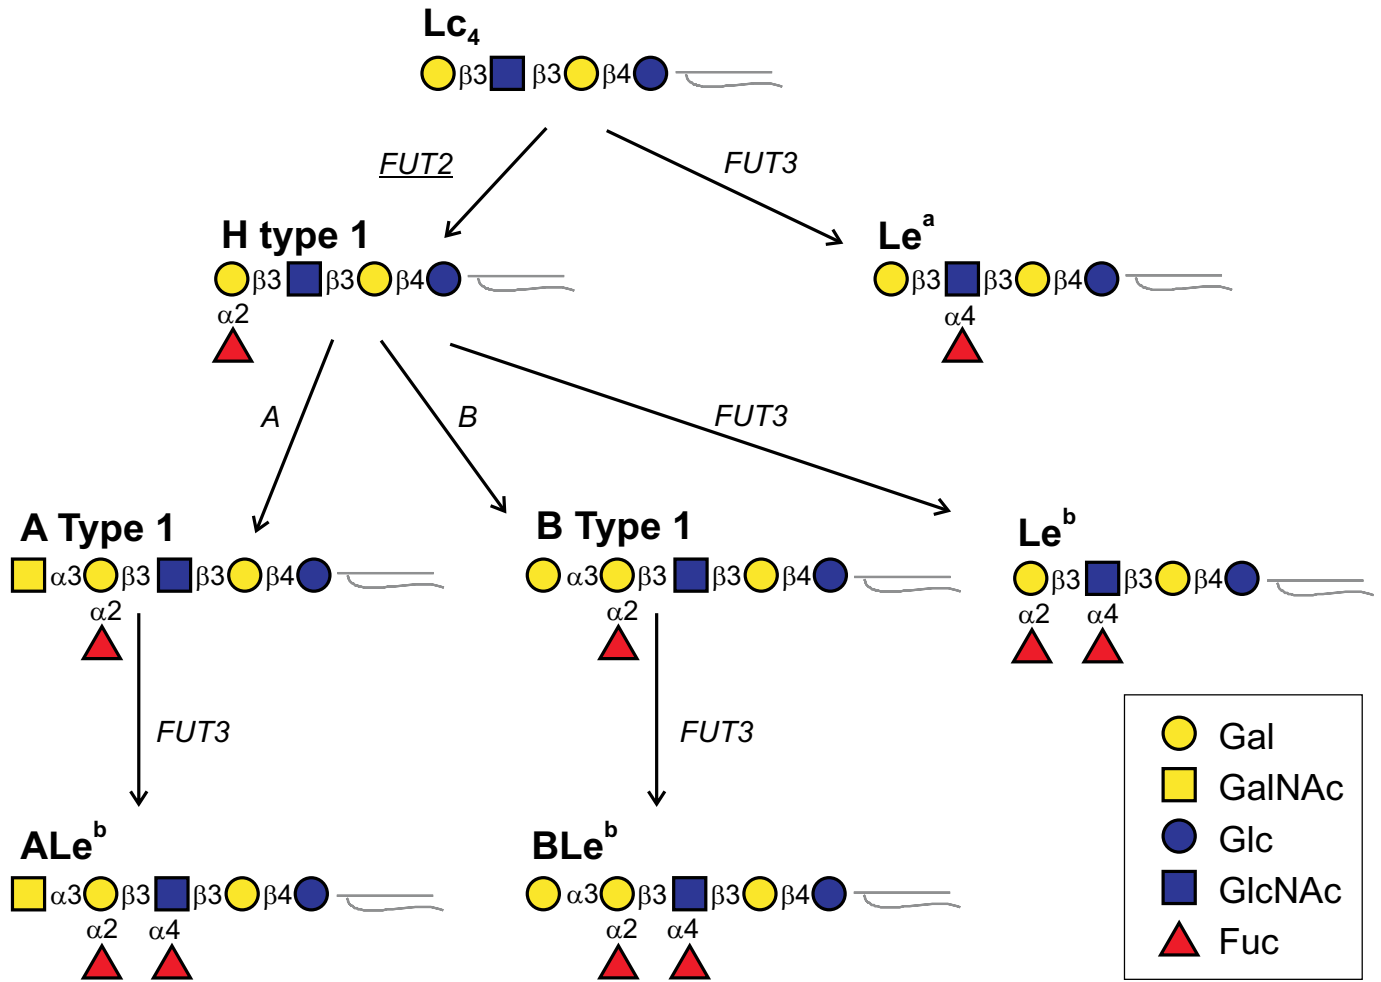 Lc4
β3 β3 β4
FUT2
FUT3
H type 1
β3 β3 β4
α2
Lea
β3 β3 β4
α4
A
B
FUT3
A Type 1
α3 β3 β3 β4
α2
B Type 1
α3 β3 β3 β4
α2
Leb
β3 β3 β4
α2 α4
FUT3
FUT3
ALeb
α3 β3 β3 β4
α2 α4
BLeb
α3 β3 β3 β4
α2 α4
Gal
GalNAc
Glc
GlcNAc
Fuc